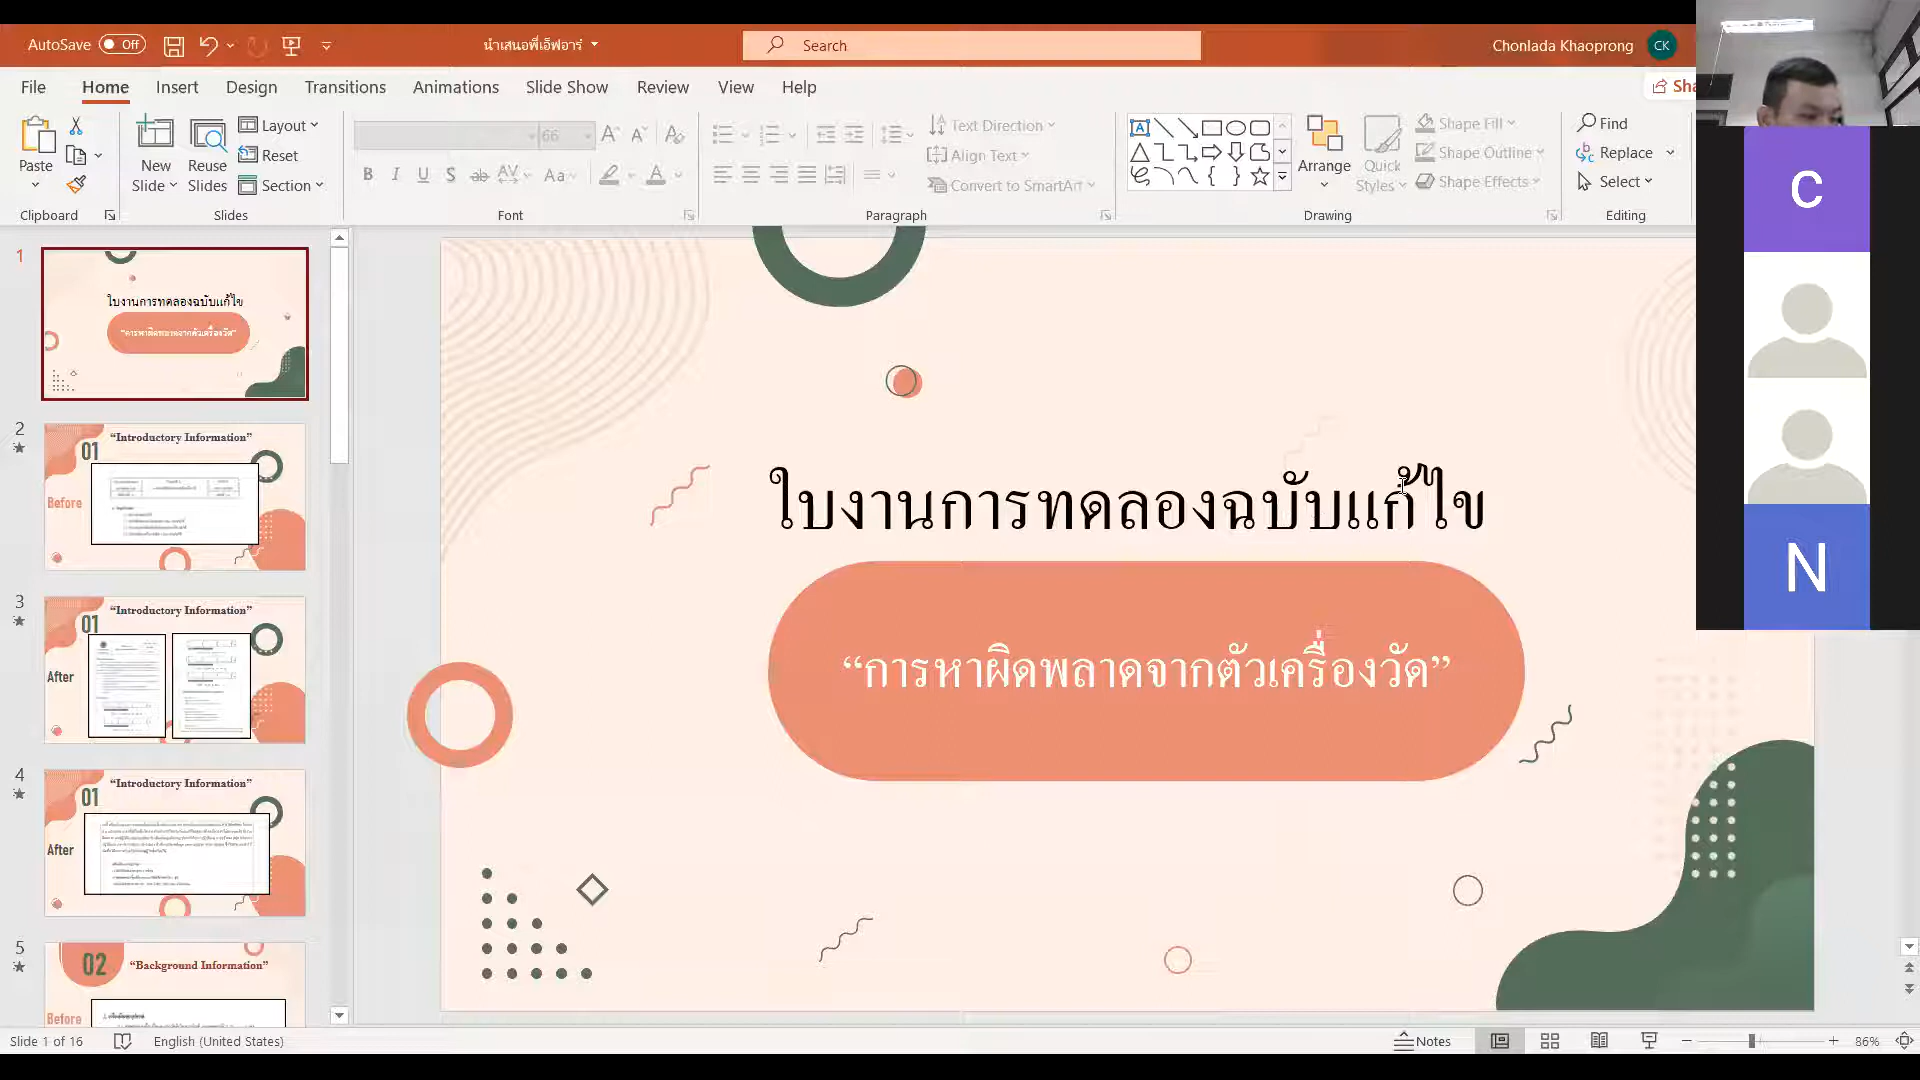 AutoSave Off
นำเสนอพี่เอ็ฟอาร์
Search
Chonlada Khaoprong CK
File Home Insert Design Transitions Animations Slide Show Review View Help
Paste
New Slide
Reuse Slides
Layout
Reset
Section
66
B I U S ab AV Aa A
Text Direction
Align Text
Convert to SmartArt
Arrange
Quick Styles
Shape Fill
Shape Outline
Shape Effects
Find
Replace
Select
Clipboard Slides Font Paragraph Drawing Editing
C
N
1
ใบงานการทดลองฉบับแก้ไข
“การหาผิดพลาดจากตัวเครื่องวัด”
2
01
“Introductory Information”
Before
3
01
“Introductory Information”
After
4
01
“Introductory Information”
After
5
02
“Background Information”
Before
ใบงานการทดลองฉบับแก้ไข
“การหาผิดพลาดจากตัวเครื่องวัด”
Slide 1 of 16
English (United States)
Notes
86%